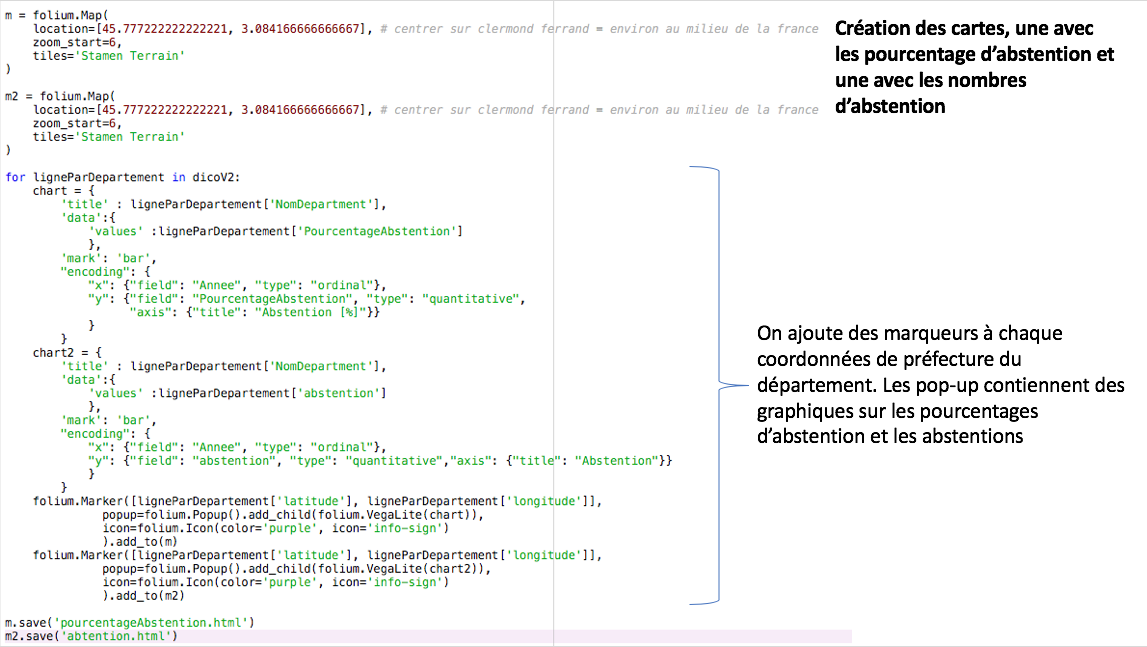 m = folium.Map(
    location=[45.777222222222221, 3.084166666666667], # centrer sur clermond ferrand = environ au milieu de la france
    zoom_start=6,
    tiles='Stamen Terrain'
)
m2 = folium.Map(
    location=[45.777222222222221, 3.084166666666667], # centrer sur clermond ferrand = environ au milieu de la france
    zoom_start=6,
    tiles='Stamen Terrain'
)
for ligneParDepartement in dicoV2:
    chart = {
        'title' : ligneParDepartement['NomDepartment'],
        'data':{
            'values' :ligneParDepartement['PourcentageAbstention']
            },
        'mark': 'bar',
        "encoding": {
            "x": {"field": "Annee", "type": "ordinal"},
            "y": {"field": "PourcentageAbstention", "type": "quantitative",
                  "axis": {"title": "Abstention [%]"}}
            }
        }
    chart2 = {
        'title' : ligneParDepartement['NomDepartment'],
        'data':{
            'values' :ligneParDepartement['abstention']
            },
        'mark': 'bar',
        "encoding": {
            "x": {"field": "Annee", "type": "ordinal"},
            "y": {"field": "abstention", "type": "quantitative","axis": {"title": "Abstention"}}
            }
        }
    folium.Marker([ligneParDepartement['latitude'], ligneParDepartement['longitude']],
              popup=folium.Popup().add_child(folium.VegaLite(chart)),
              icon=folium.Icon(color='purple', icon='info-sign')
              ).add_to(m)
    folium.Marker([ligneParDepartement['latitude'], ligneParDepartement['longitude']],
              popup=folium.Popup().add_child(folium.VegaLite(chart2)),
              icon=folium.Icon(color='purple', icon='info-sign')
              ).add_to(m2)
m.save('pourcentageAbstention.html')
m2.save('abtention.html')
Création des cartes, une avec
les pourcentage d’abstention et
une avec les nombres
d’abstention
On ajoute des marqueurs à chaque
coordonnées de préfecture du
département. Les pop-up contiennent des
graphiques sur les pourcentages
d’abstention et les abstentions